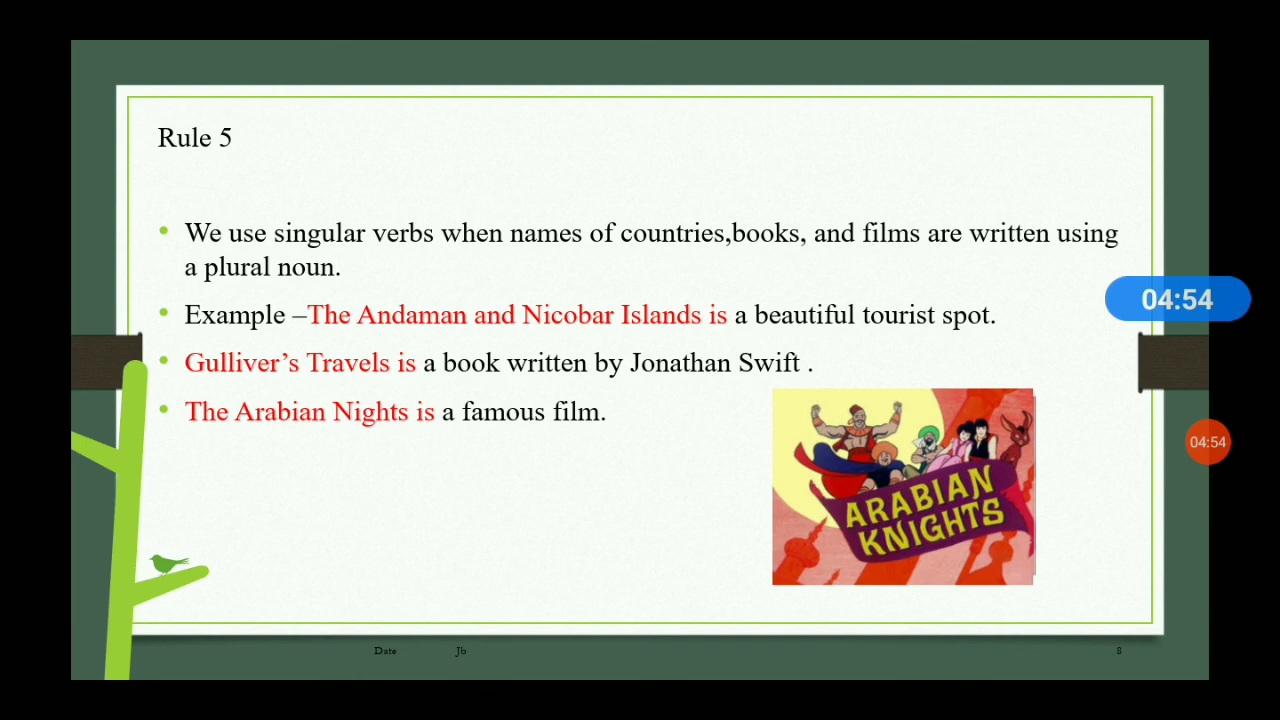 Rule 5
• We use singular verbs when names of countries,books, and films are written using
a plural noun.
• Example –The Andaman and Nicobar Islands is a beautiful tourist spot.
• Gulliver’s Travels is a book written by Jonathan Swift .
• The Arabian Nights is a famous film.
ARABIAN
KNIGHTS
04:54
04:54
Date Jb 8